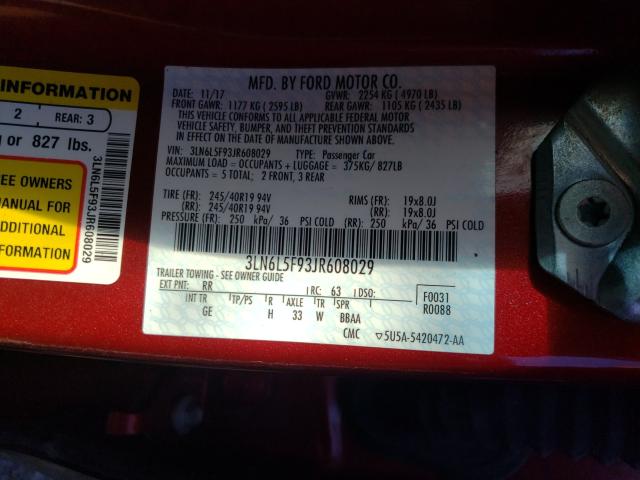 INFORMATION
2 REAR: 3
or 827 lbs.
SEE OWNERS
MANUAL FOR
ADDITIONAL
3LN6L5F93JR608029
MFD. BY FORD MOTOR CO.
DATE: 11/17 GVWR: 2254 KG ( 4970 LB)
FRONT GAWR: 1177 KG ( 2595 LB) REAR GAWR: 1105 KG ( 2435 LB)
THIS VEHICLE CONFORMS TO ALL APPLICABLE FEDERAL MOTOR
VEHICLE SAFETY, BUMPER, AND THEFT PREVENTION STANDARDS
IN EFFECT ON THE DATE OF MANUFACTURE SHOWN ABOVE.
VIN: 3LN6L5F93JR608029 TYPE: Passenger Car
MAXIMUM LOAD = OCCUPANTS + LUGGAGE = 375KG/ 827LB
OCCUPANTS = 5 TOTAL: 2 FRONT, 3 REAR
TIRE (FR): 245/40R19 94V RIMS (FR): 19x8.0J
(RR): 245/40R19 94V (RR): 19x8.0J
PRESSURE (FR) 250 kPa/ 36 PSI COLD (RR) 250 kPa/ 36 PSI COLD
3LN6L5F93JR608029
TRAILER TOWING - SEE OWNER GUIDE
EXT PNT: RR RC: 63 DSO: F0031
INT TR TP/PS R AXLE TR SPR R0088
GE H 33 W BBAA
CMC ▽5U5A-5420472-AA